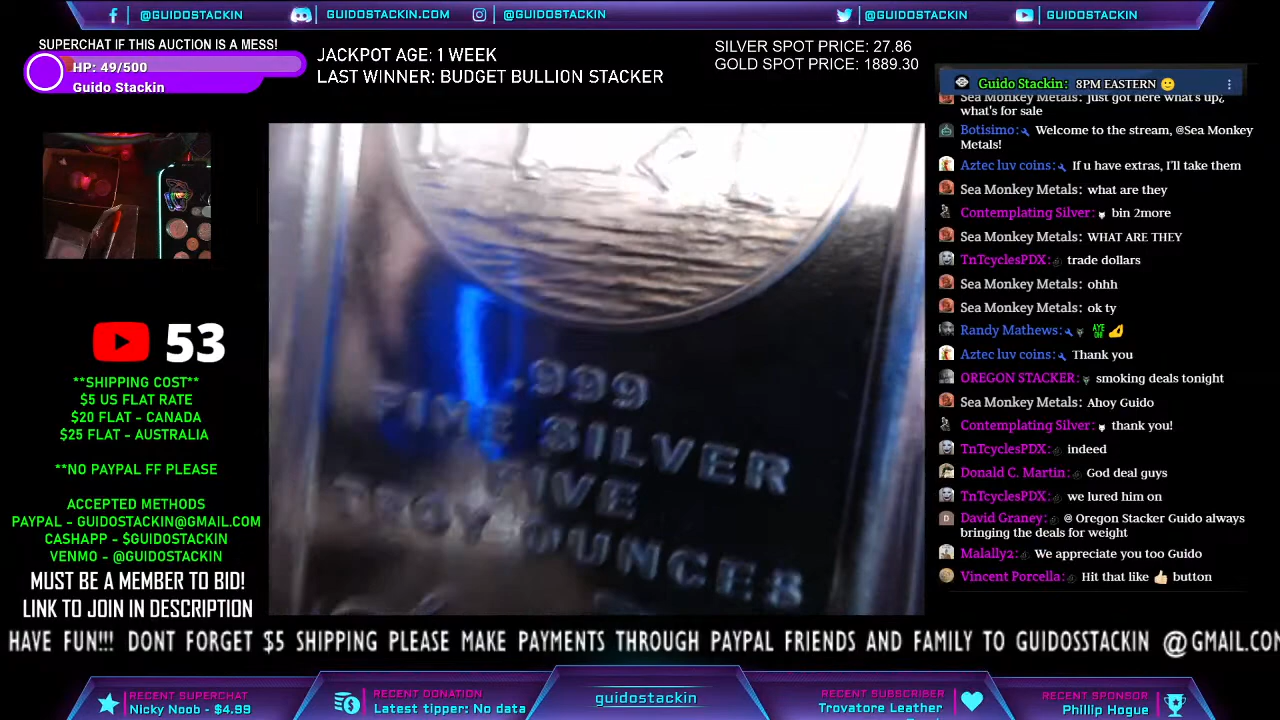 @GUIDOSTACKIN
GUIDOSTACKIN.COM
@GUIDOSTACKIN
@GUIDOSTACKIN
GUIDOSTACKIN
SUPERCHAT IF THIS AUCTION IS A MESS!
HP: 49/500
Guido Stackin
JACKPOT AGE: 1 WEEK
LAST WINNER: BUDGET BULLION STACKER
SILVER SPOT PRICE: 27.86
GOLD SPOT PRICE: 1889.30
53
**SHIPPING COST**
$5 US FLAT RATE
$20 FLAT - CANADA
$25 FLAT - AUSTRALIA
**NO PAYPAL FF PLEASE
ACCEPTED METHODS
PAYPAL - GUIDOSTACKIN@GMAIL.COM
CASHAPP - $GUIDOSTACKIN
VENMO - @GUIDOSTACKIN
MUST BE A MEMBER TO BID!
LINK TO JOIN IN DESCRIPTION
.999
FINE SILVER
FIVE
TROY OUNCES
Guido Stackin: 8PM EASTERN 🙂
Sea Monkey Metals: just got here what's up¿
what's for sale
Botisimo: Welcome to the stream, @Sea Monkey
Metals!
Aztec luv coins: If u have extras, I'll take them
Sea Monkey Metals: what are they
Contemplating Silver: bin 2more
Sea Monkey Metals: WHAT ARE THEY
TnTcyclesPDX: trade dollars
Sea Monkey Metals: ohhh
Sea Monkey Metals: ok ty
Randy Mathews:
Aztec luv coins: Thank you
OREGON STACKER: smoking deals tonight
Sea Monkey Metals: Ahoy Guido
Contemplating Silver: thank you!
TnTcyclesPDX: indeed
Donald C. Martin: God deal guys
TnTcyclesPDX: we lured him on
David Graney: @ Oregon Stacker Guido always
bringing the deals for weight
Malally2: We appreciate you too Guido
Vincent Porcella: Hit that like 👍🏻 button
HAVE FUN!!! DONT FORGET $5 SHIPPING PLEASE MAKE PAYMENTS THROUGH PAYPAL FRIENDS AND FAMILY TO GUIDOSSTACKIN @GMAIL.COM
RECENT SUPERCHAT
Nicky Noob - $4.99
RECENT DONATION
Latest tipper: No data
guidostackin
RECENT SUBSCRIBER
Trovatore Leather
RECENT SPONSOR
Phillip Hogue